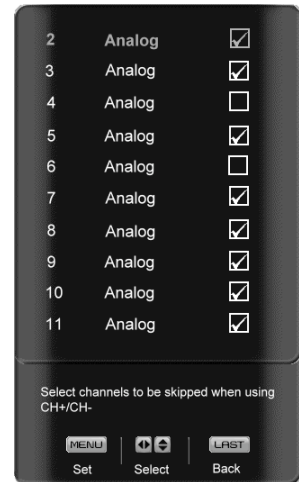 2 Analog
3 Analog
4 Analog
5 Analog
6 Analog
7 Analog
8 Analog
9 Analog
10 Analog
11 Analog
Select channels to be skipped when using
CH+/CH-
MENU LAST
Set Select Back